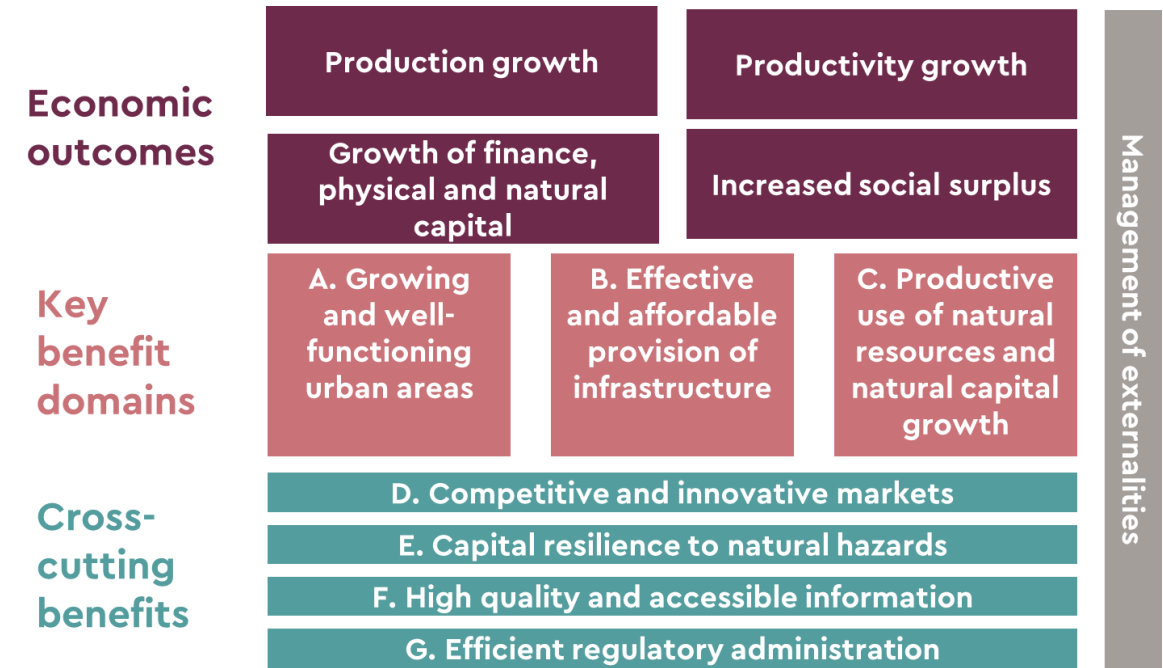 Economic
outcomes
Production growth
Productivity growth
Growth of finance,
physical and natural
capital
Increased social surplus
Key
benefit
domains
A. Growing
and well-
functioning
urban areas
B. Effective
and affordable
provision of
infrastructure
C. Productive
use of natural
resources and
natural capital
growth
Cross-
cutting
benefits
D. Competitive and innovative markets
E. Capital resilience to natural hazards
F. High quality and accessible information
G. Efficient regulatory administration
Management of externalities